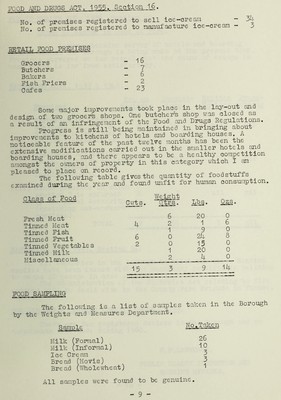 FOOD AND DRUGS ACT, 1955. Section 16.
No. of premises registered to sell ice-cream - 34
No. of premises registered to manufacture ice-cream - 3
RETAIL FOOD PREMISES
Grocers - 16
Butchers - 7
Bakers - 6
Fish Friers - 2
Cafes - 23
Some major improvements took place in the lay-out and
design of two grocers shops. One butchers shop was closed as
a result of an infringement of the Food and Drugs Regulations.
Progress is still being maintained in bringing about
improvements to kitchens of hotels and boarding houses. A
noticeable feature of the past twelve months has been the
extensive modifications carried out in the smaller hotels and
boarding houses, and there appears to be a healthy competition
amongst the owners of property in this category which I am
pleased to place on record.
The following table gives the quantity of foodstuffs
examined during the year and found unfit for human consumption.
Class of Food Weight
Cwts. Qtrs. Lbs. Ozs.
Fresh Meat 6 20 0
Tinned Meat 4 2 1 6
Tinned Fish 1 9 0
Tinned Fruit 6 0 24 8
Tinned Vegetables 2 0 15 0
Tinned Milk 1 20 0
Miscellaneous 2 4 0
15 3 9 14
FOOD SAMPLING
The following is a list of samples taken in the Borough
by the Weights and Measures Department.
Sample No. Taken
Milk (Formal) 26
Milk (Informal) 10
Ice Cream 3
Bread (Hovis) 3
Bread (Wholewheat) 1
All samples were found to be genuine.
- 9 -